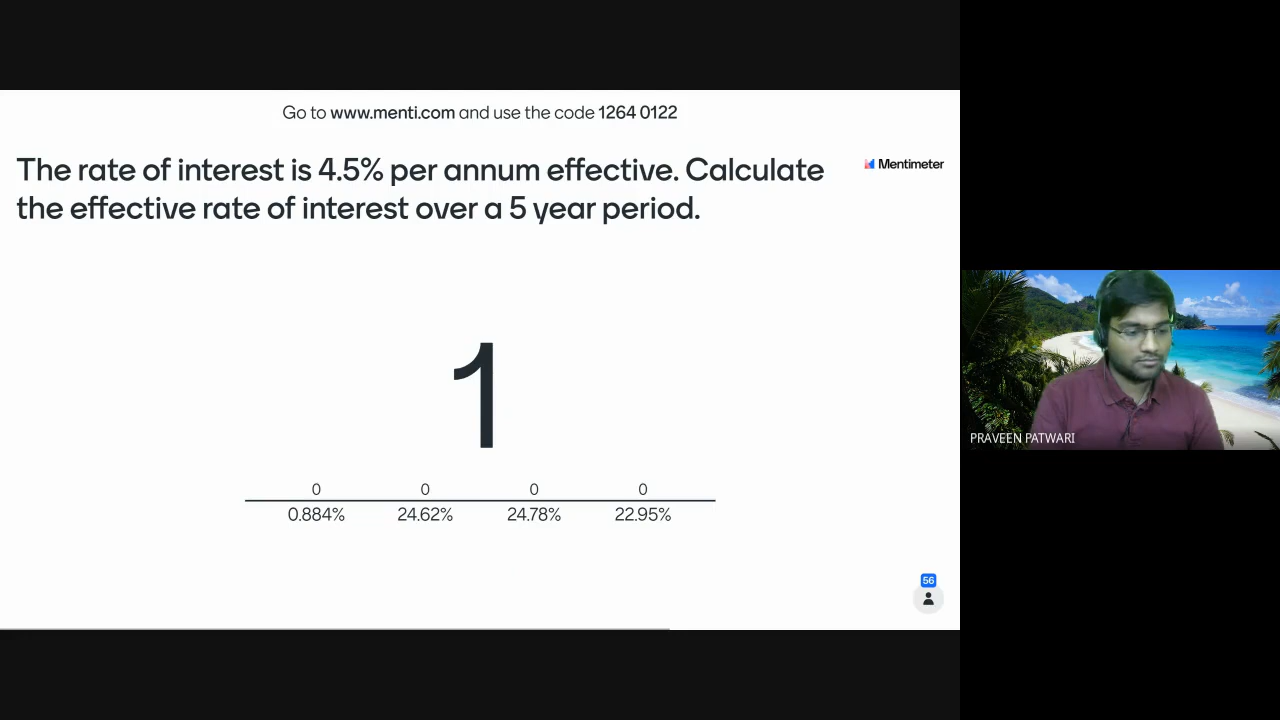 Go to www.menti.com and use the code 1264 0122
The rate of interest is 4.5% per annum effective. Calculate
the effective rate of interest over a 5 year period.
Mentimeter
1
0 0 0 0
0.884% 24.62% 24.78% 22.95%
56
PRAVEEN PATWARI